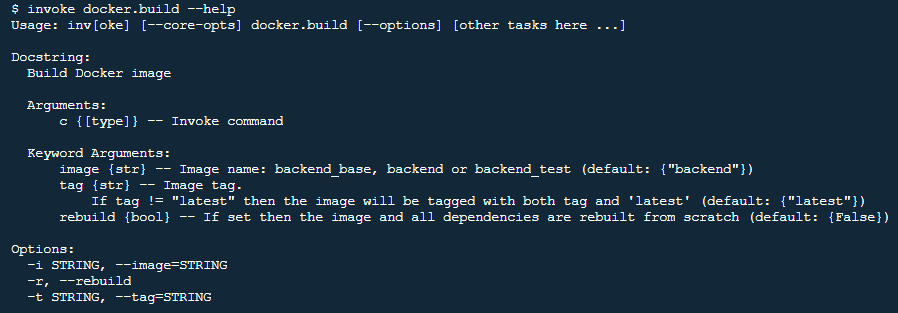 $ invoke docker.build --help
Usage: inv[oke] [--core-opts] docker.build [--options] [other tasks here ...]
Docstring:
Build Docker image
Arguments:
c {[type]} -- Invoke command
Keyword Arguments:
image {str} -- Image name: backend_base, backend or backend_test (default: {"backend"})
tag {str} -- Image tag.
If tag != "latest" then the image will be tagged with both tag and 'latest' (default: {"latest"})
rebuild {bool} -- If set then the image and all dependencies are rebuilt from scratch (default: {False})
Options:
-i STRING, --image=STRING
-r, --rebuild
-t STRING, --tag=STRING